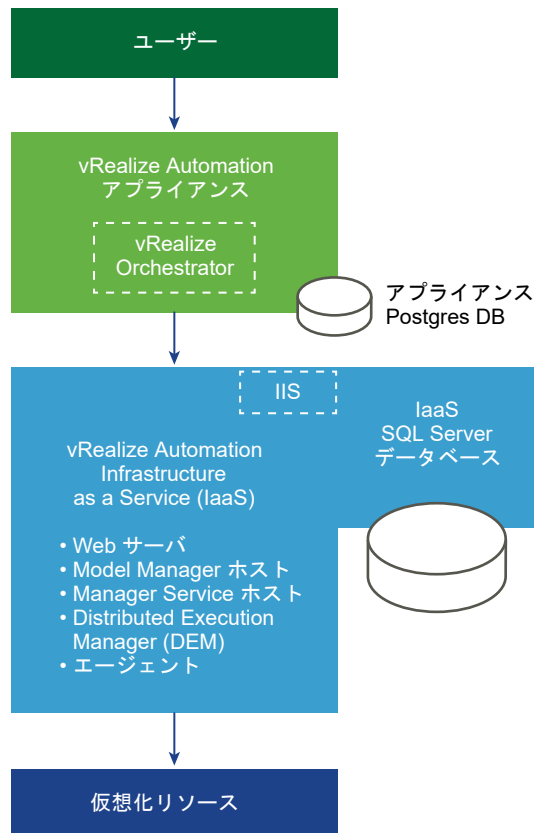 ユーザー
vRealize Automation
アプライアンス
vRealize
Orchestrator
アプライアンス
Postgres DB
IIS
IaaS
SQL Server
データベース
vRealize Automation
Infrastructure
as a Service (IaaS)
• Web サーバ
• Model Manager ホスト
• Manager Service ホスト
• Distributed Execution
Manager (DEM)
• エージェント
仮想化リソース